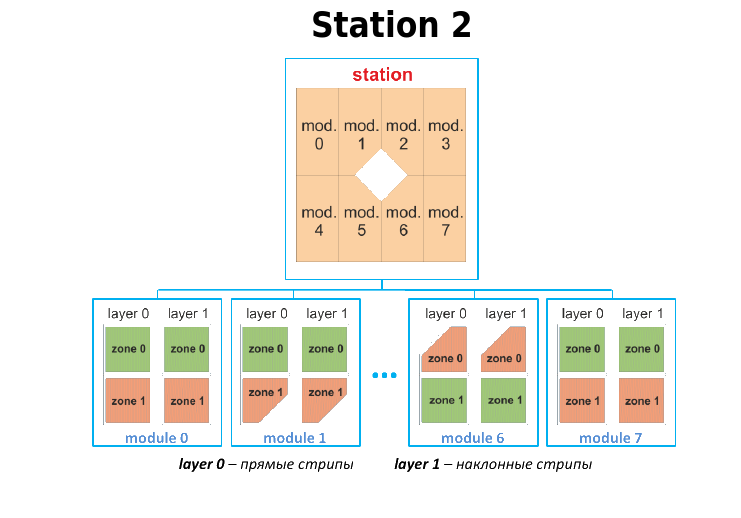 Station 2
station
mod. mod. mod. mod.
0 1 2 3
mod. mod. mod. mod.
4 5 6 7
layer 0 layer 1 layer 0 layer 1 layer 0 layer 1 layer 0 layer 1
zone 0 zone 0 zone 0 zone 0 zone 0 zone 0 zone 0 zone 0
...
zone 1 zone 1 zone 1 zone 1 zone 1 zone 1 zone 1 zone 1
module 0 module 1 module 6 module 7
layer 0 – прямые стрипы layer 1 – наклонные стрипы